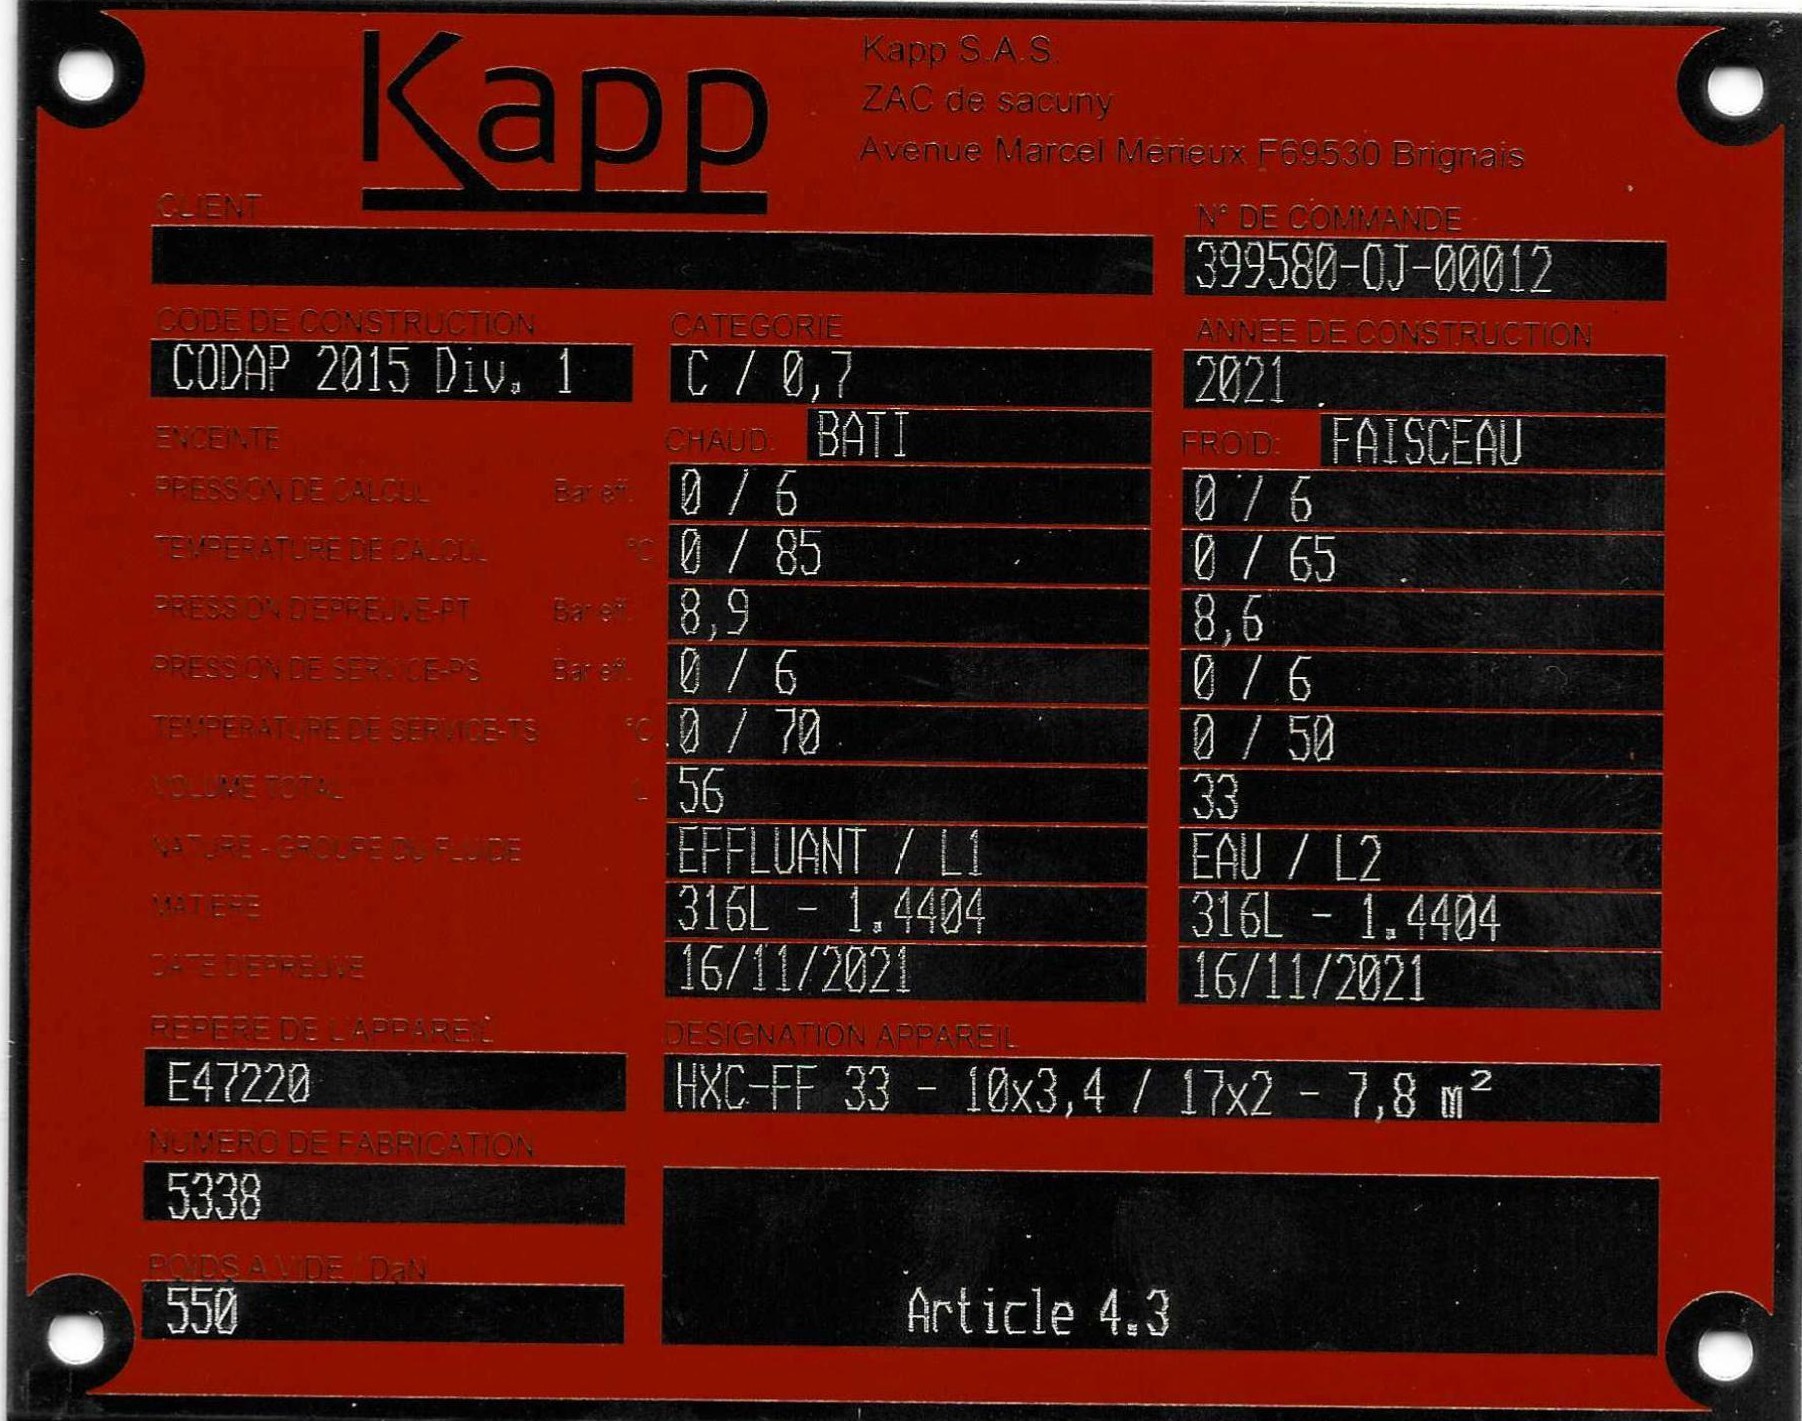 Kapp
Kapp S.A.S.
ZAC de sacuny
Avenue Marcel Mérieux F69530 Brignais
CLIENT
N° DE COMMANDE
399580-OJ-00012
CODE DE CONSTRUCTION CATEGORIE ANNEE DE CONSTRUCTION
CODAP 2015 Div. 1 C / 0,7 2021
ENCEINTE CHAUD: BATI FROID: FAISCEAU
PRESSION DE CALCUL Bar eff. 0 / 6 0 / 6
TEMPERATURE DE CALCUL °C 0 / 85 0 / 65
PRESSION D'EPREUVE-PT Bar eff. 8,9 8,6
PRESSION DE SERVICE-PS Bar eff. 0 / 6 0 / 6
TEMPERATURE DE SERVICE-TS °C 0 / 70 0 / 50
VOLUME TOTAL L 56 33
NATURE - GROUPE DU FLUIDE EFFLUANT / L1 EAU / L2
MATIERE 316L - 1.4404 316L - 1.4404
DATE D'EPREUVE 16/11/2021 16/11/2021
REPERE DE L'APPAREIL DESIGNATION APPAREIL
E47220 HXC-FF 33 - 10x3,4 / 17x2 - 7,8 m²
NUMERO DE FABRICATION
5338
POIDS A VIDE / DaN
550
Article 4.3